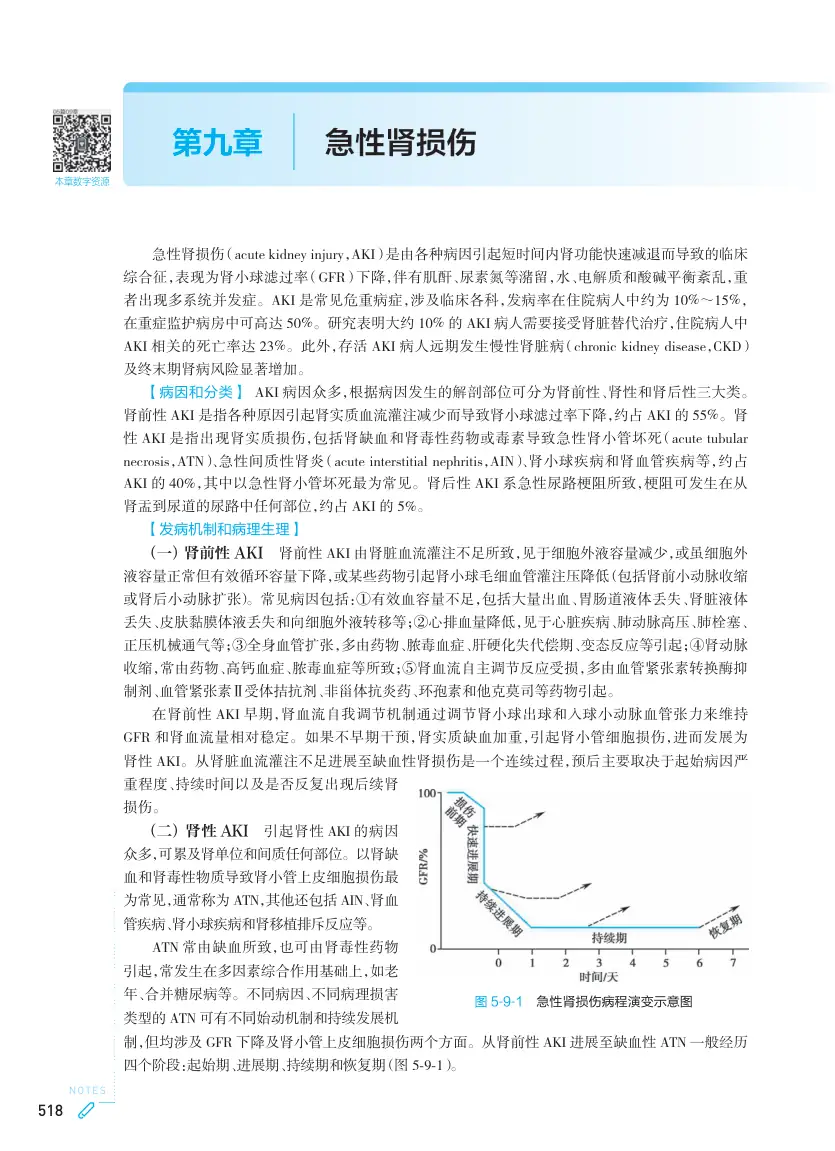 本章数字资源
第九章
急性肾损伤
急性肾损伤（acute kidney injury，AKI）是由各种病因引起短时间内肾功能快速减退而导致的临床
综合征，表现为肾小球滤过率（GFR）下降，伴有肌酐、尿素氮等潴留，水、电解质和酸碱平衡紊乱，重
者出现多系统并发症。AKI 是常见危重病症，涉及临床各科，发病率在住院病人中约为 10%～15%，
在重症监护病房中可高达 50%。研究表明大约 10% 的 AKI 病人需要接受肾脏替代治疗，住院病人中
AKI 相关的死亡率达 23%。此外，存活 AKI 病人远期发生慢性肾脏病（chronic kidney disease，CKD）
及终末期肾病风险显著增加。
【病因和分类】 AKI 病因众多，根据病因发生的解剖部位可分为肾前性、肾性和肾后性三大类。
肾前性 AKI 是指各种原因引起肾实质血流灌注减少而导致肾小球滤过率下降，约占 AKI 的 55%。肾
性 AKI 是指出现肾实质损伤，包括肾缺血和肾毒性药物或毒素导致急性肾小管坏死（acute tubular
necrosis，ATN）、急性间质性肾炎（acute interstitial nephritis，AIN）、肾小球疾病和肾血管疾病等，约占
AKI 的 40%，其中以急性肾小管坏死最为常见。肾后性 AKI 系急性尿路梗阻所致，梗阻可发生在从
肾盂到尿道的尿路中任何部位，约占 AKI 的 5%。
【发病机制和病理生理】
（一）肾前性 AKI 肾前性 AKI 由肾脏血流灌注不足所致，见于细胞外液容量减少，或虽细胞外
液容量正常但有效循环容量下降，或某些药物引起肾小球毛细血管灌注压降低（包括肾前小动脉收缩
或肾后小动脉扩张）。常见病因包括：①有效血容量不足，包括大量出血、胃肠道液体丢失、肾脏液体
丢失、皮肤黏膜体液丢失和向细胞外液转移等；②心排血量降低，见于心脏疾病、肺动脉高压、肺栓塞、
正压机械通气等；③全身血管扩张，多由药物、脓毒血症、肝硬化失代偿期、变态反应等引起；④肾动脉
收缩，常由药物、高钙血症、脓毒血症等所致；⑤肾血流自主调节反应受损，多由血管紧张素转换酶抑
制剂、血管紧张素Ⅱ受体拮抗剂、非甾体抗炎药、环孢素和他克莫司等药物引起。
在肾前性 AKI 早期，肾血流自我调节机制通过调节肾小球出球和入球小动脉血管张力来维持
GFR 和肾血流量相对稳定。如果不早期干预，肾实质缺血加重，引起肾小管细胞损伤，进而发展为
肾性 AKI。从肾脏血流灌注不足进展至缺血性肾损伤是一个连续过程，预后主要取决于起始病因严
重程度、持续时间以及是否反复出现后续肾
损伤。
（二）肾性 AKI 引起肾性 AKI 的病因
众多，可累及肾单位和间质任何部位。以肾缺
血和肾毒性物质导致肾小管上皮细胞损伤最
为常见，通常称为 ATN，其他还包括 AIN、肾血
管疾病、肾小球疾病和肾移植排斥反应等。
ATN 常由缺血所致，也可由肾毒性药物
引起，常发生在多因素综合作用基础上，如老
年、合并糖尿病等。不同病因、不同病理损害
类型的 ATN 可有不同始动机制和持续发展机
制，但均涉及 GFR 下降及肾小管上皮细胞损伤两个方面。从肾前性 AKI 进展至缺血性 ATN 一般经历
四个阶段：起始期、进展期、持续期和恢复期（图 5-9-1）。
100
GFR/%
0
损伤
前期
快速进展期
持续进展期
持续期
恢复期
0 1 2 3 4 5 6 7
时间/天
图 5-9-1 急性肾损伤病程演变示意图
NOTES
518